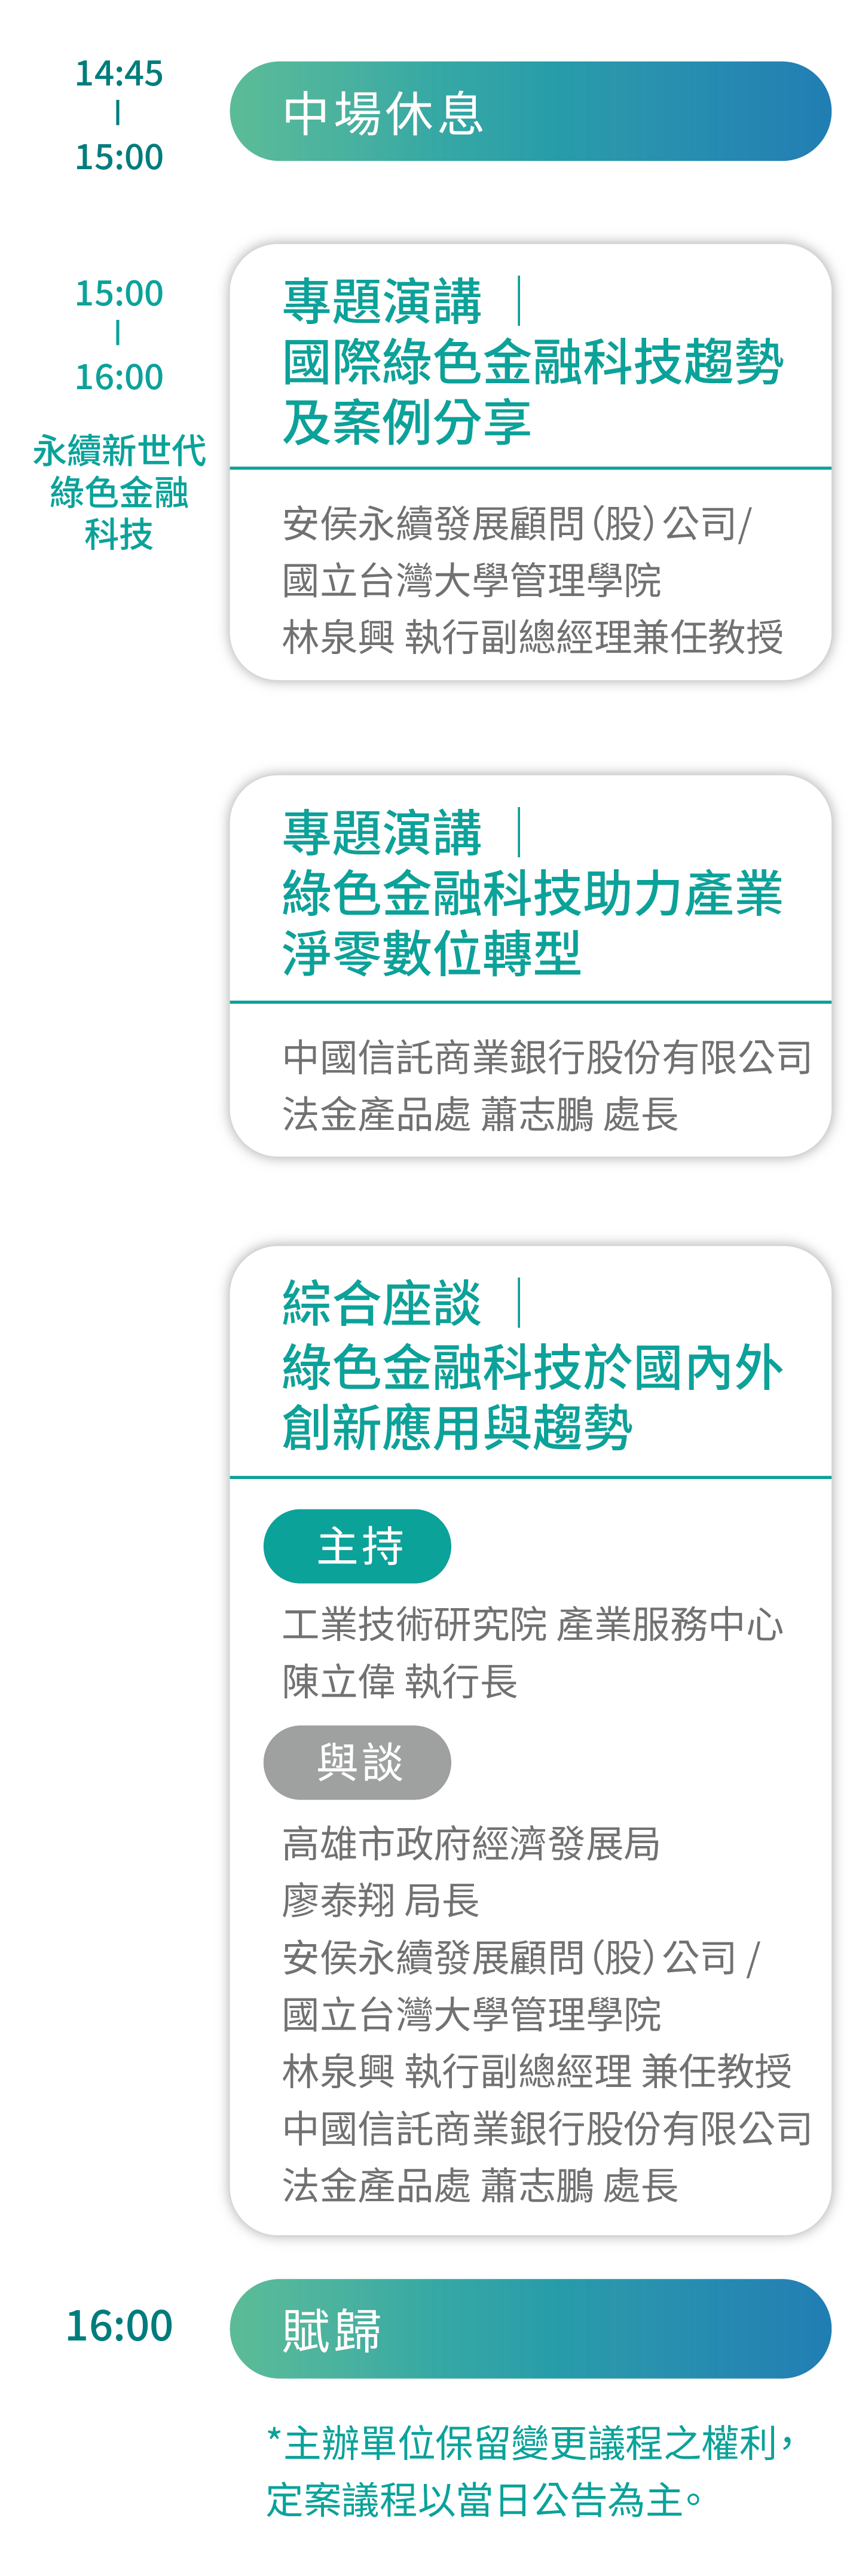 14:45
|
15:00
中場休息
15:00
|
16:00
永續新世代
綠色金融
科技
專題演講｜
國際綠色金融科技趨勢
及案例分享
安侯永續發展顧問（股）公司/
國立台灣大學管理學院
林泉興 執行副總經理兼任教授
專題演講｜
綠色金融科技助力產業
淨零數位轉型
中國信託商業銀行股份有限公司
法金產品處 蕭志鵬 處長
綜合座談｜
綠色金融科技於國內外
創新應用與趨勢
主持
工業技術研究院 產業服務中心
陳立偉 執行長
與談
高雄市政府經濟發展局
廖泰翔 局長
安侯永續發展顧問（股）公司 /
國立台灣大學管理學院
林泉興 執行副總經理 兼任教授
中國信託商業銀行股份有限公司
法金產品處 蕭志鵬 處長
16:00
賦歸
*主辦單位保留變更議程之權利，
定案議程以當日公告為主。